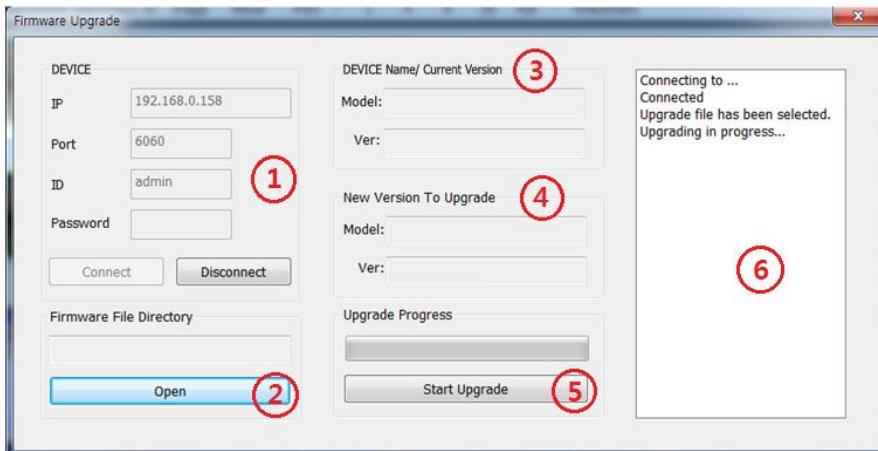 Firmware Upgrade
DEVICE
IP
192.168.0.158
Port
6060
ID
admin
1
Password
Connect
Disconnect
Firmware File Directory
Open
2
DEVICE Name/ Current Version
3
Model:
Ver:
New Version To Upgrade
4
Model:
Ver:
Upgrade Progress
Start Upgrade
5
Connecting to ...
Connected
Upgrade file has been selected.
Upgrading in progress...
6